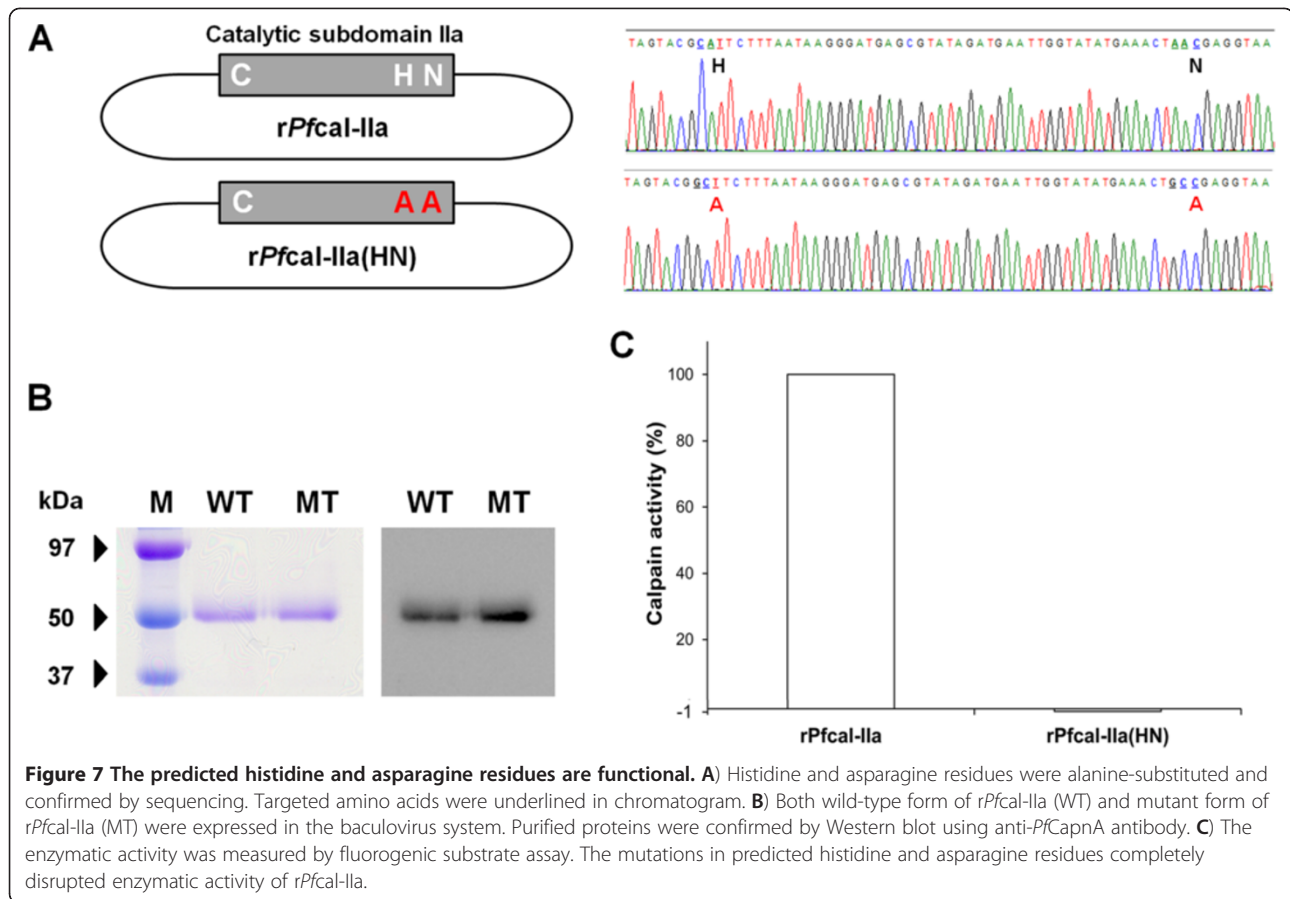 A
Catalytic subdomain IIa
C H N
rPfcal-IIa
C A A
rPfcal-IIa(HN)
TAGTACGCATTCTTTAATAAGGGATGAGCGTATAGATGAATTGGTATATGAAACTAACGAGGTAA
H N
TAGTACGGCTTCTTTAATAAGGGATGAGCGTATAGATGAATTGGTATATGAAACTGCCGAGGTAA
A A
B
kDa M WT MT WT MT
97
50
37
C
Calpain activity (%)
100
80
60
40
20
-1
rPfcal-IIa rPfcal-IIa(HN)
Figure 7 The predicted histidine and asparagine residues are functional. A) Histidine and asparagine residues were alanine-substituted and
confirmed by sequencing. Targeted amino acids were underlined in chromatogram. B) Both wild-type form of rPfcal-IIa (WT) and mutant form of
rPfcal-IIa (MT) were expressed in the baculovirus system. Purified proteins were confirmed by Western blot using anti-PfCapnA antibody. C) The
enzymatic activity was measured by fluorogenic substrate assay. The mutations in predicted histidine and asparagine residues completely
disrupted enzymatic activity of rPfcal-IIa.